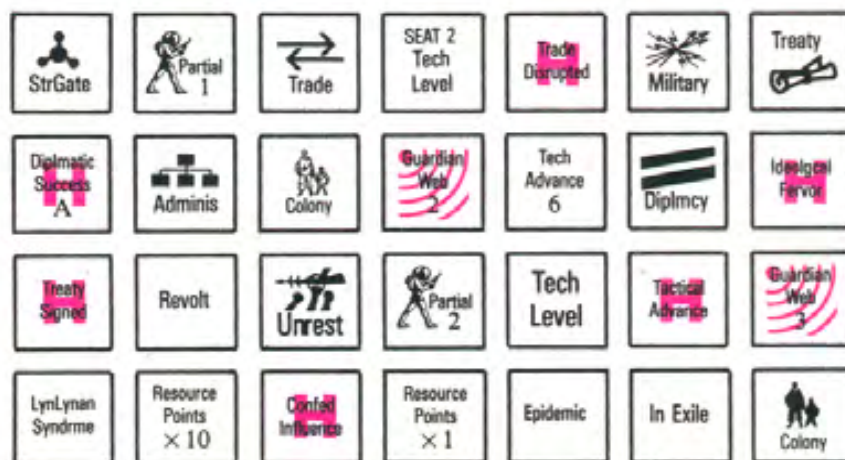 StrGate
Partial
1
Trade
SEAT 2
Tech
Level
Trade
Disrupted
Military
Treaty
Diplmatic
Success
A
Adminis
Colony
Guardian
Web
2
Tech
Advance
6
Diplmcy
Ideolgcal
Fervor
Treaty
Signed
Revolt
Unrest
Partial
2
Tech
Level
Tactical
Advance
Guardian
Web
3
LynLynan
Syndrme
Resource
Points
×10
Confed
Influence
Resource
Points
×1
Epidemic
In Exile
Colony